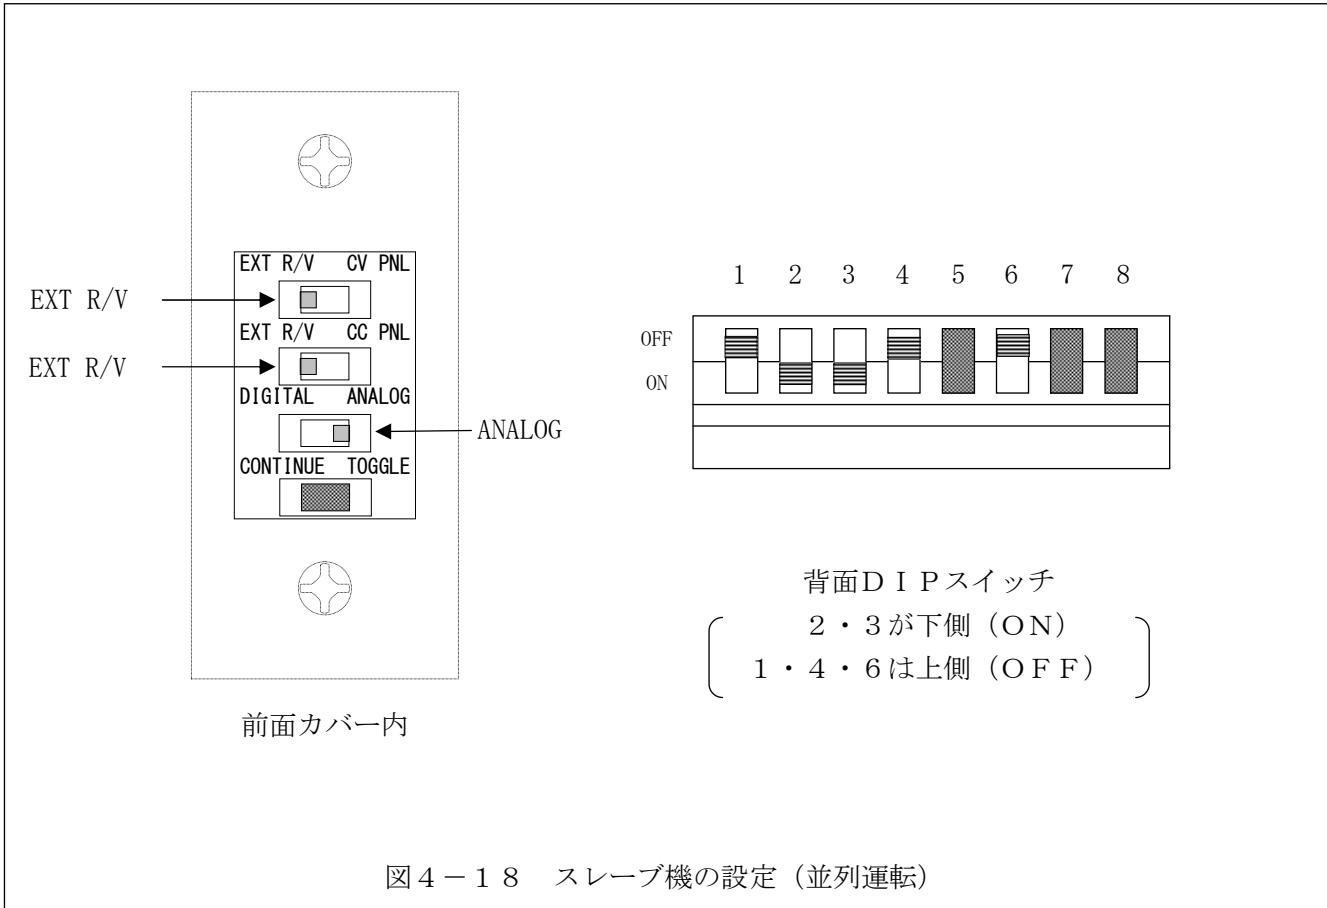 EXT R/V CV PNL
EXT R/V
EXT R/V CC PNL
EXT R/V
DIGITAL ANALOG
ANALOG
CONTINUE TOGGLE
前面カバー内
1 2 3 4 5 6 7 8
OFF
ON
背面DIPスイッチ
2・3が下側(ON)
1・4・6は上側(OFF)
図4-18 スレーブ機の設定(並列運転)